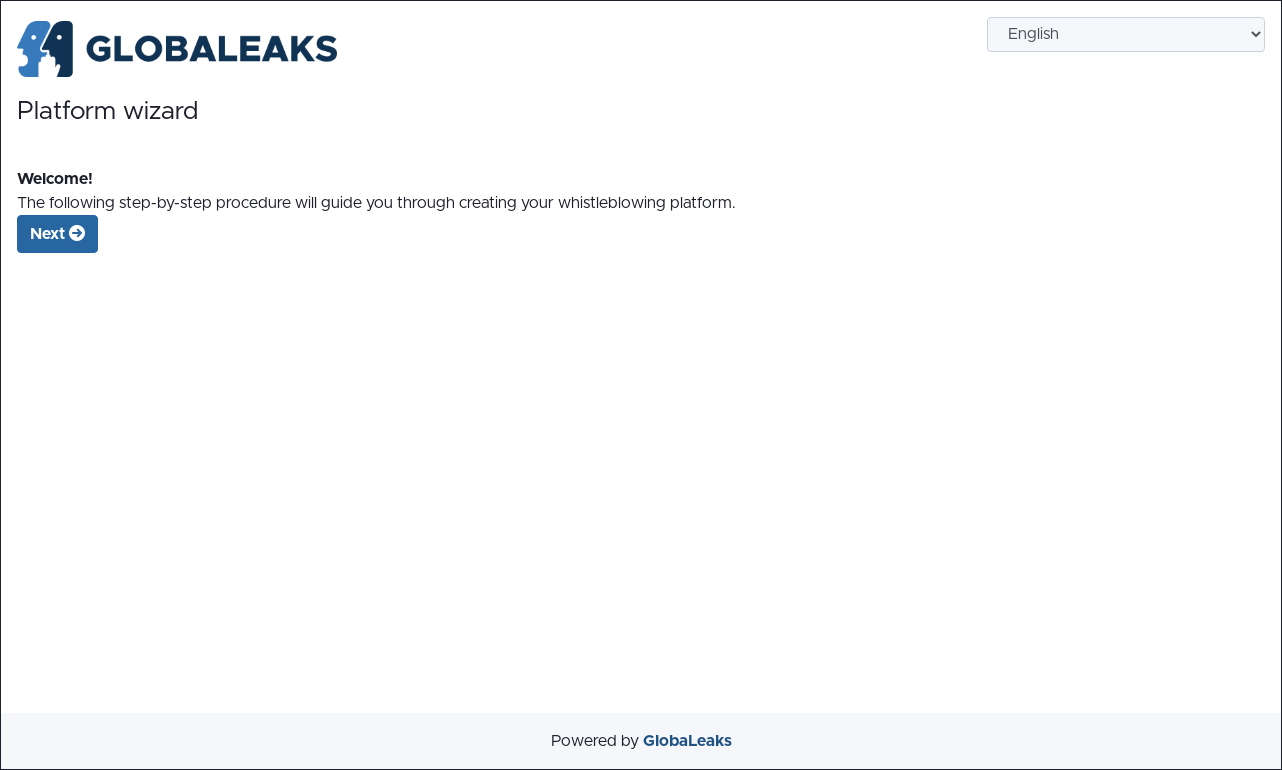 GLOBALEAKS
English
Platform wizard
Welcome!
The following step-by-step procedure will guide you through creating your whistleblowing platform.
Next
Powered by GlobaLeaks